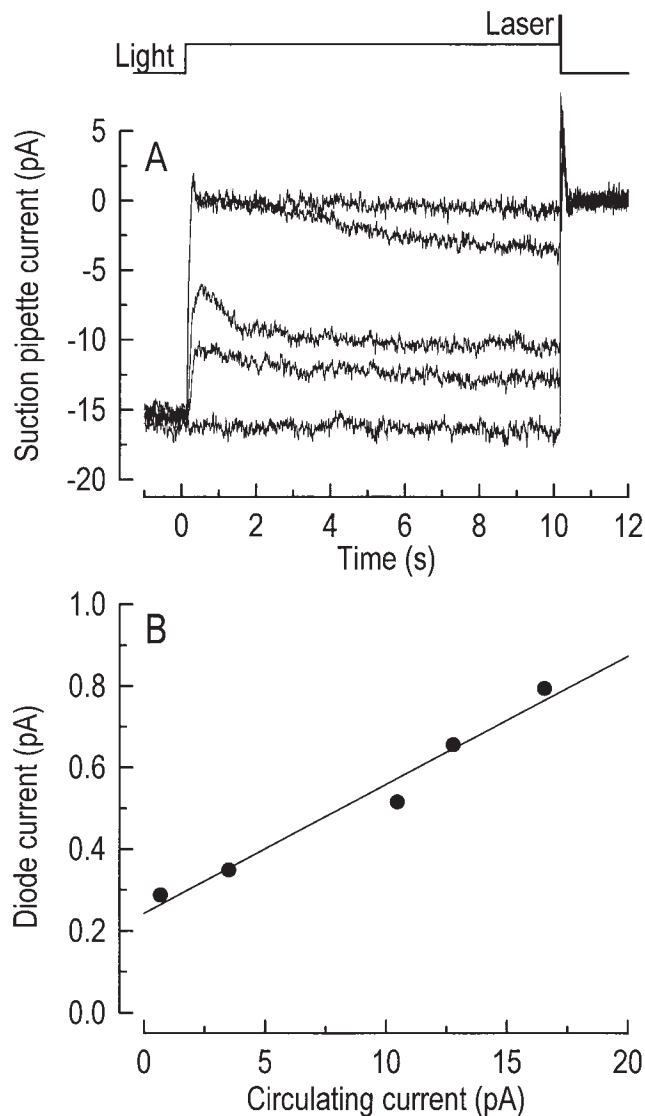 Laser
Light
A
Suction pipette current (pA)
5
0
-5
-10
-15
-20
0 2 4 6 8 10 12
Time (s)
B
Diode current (pA)
1.0
0.8
0.6
0.4
0.2
0.0
0 5 10 15 20
Circulating current (pA)